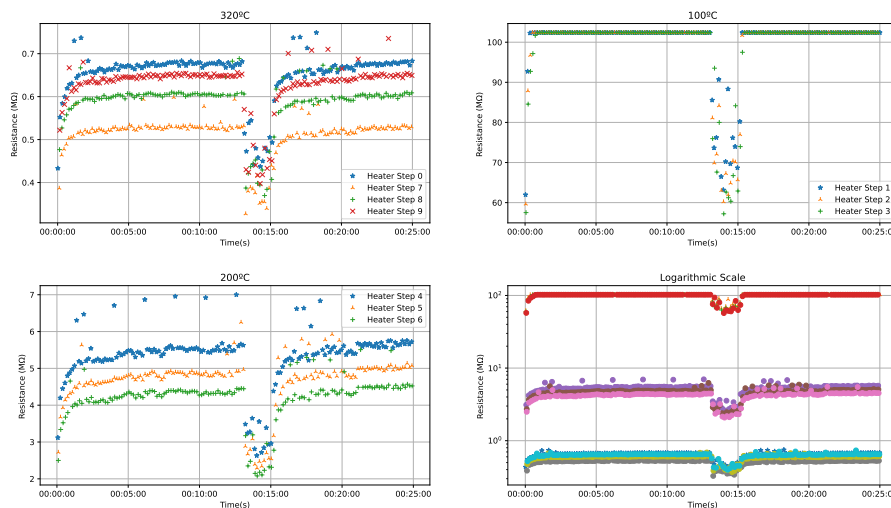 320ºC
Resistance (MΩ)
0.7
0.6
0.5
0.4
Heater Step 0
Heater Step 7
Heater Step 8
Heater Step 9
00:00:00 00:05:00 00:10:00 00:15:00 00:20:00 00:25:00
Time(s)
100ºC
Resistance (MΩ)
100
90
80
70
60
Heater Step 1
Heater Step 2
Heater Step 3
00:00:00 00:05:00 00:10:00 00:15:00 00:20:00 00:25:00
Time(s)
200ºC
Resistance (MΩ)
7
6
5
4
3
2
Heater Step 4
Heater Step 5
Heater Step 6
00:00:00 00:05:00 00:10:00 00:15:00 00:20:00 00:25:00
Time(s)
Logarithmic Scale
Resistance (MΩ)
10²
10¹
10⁰
00:00:00 00:05:00 00:10:00 00:15:00 00:20:00 00:25:00
Time(s)